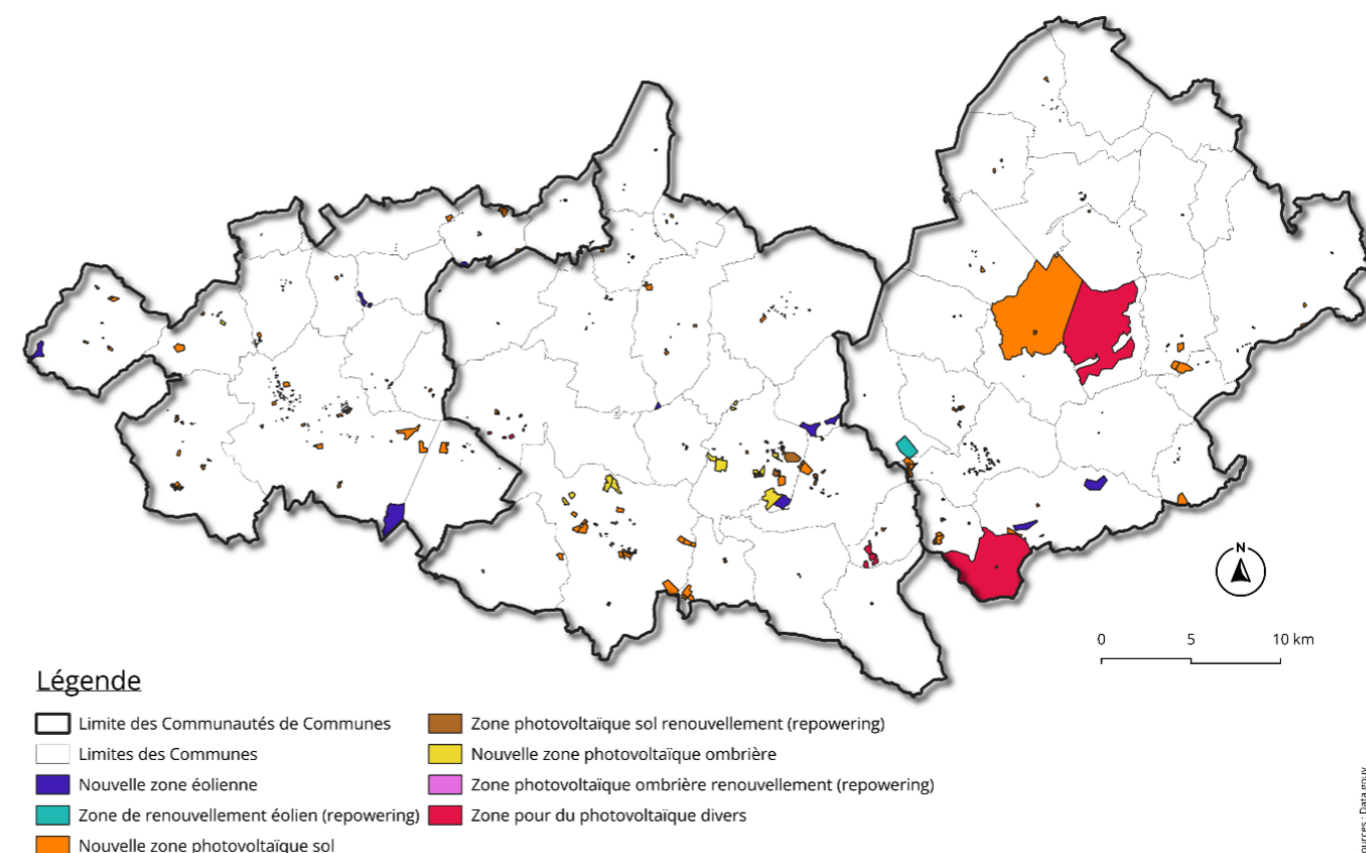 N
0 5 10 km
Légende
Limite des Communautés de Communes
Limites des Communes
Nouvelle zone éolienne
Zone de renouvellement éolien (repowering)
Nouvelle zone photovoltaïque sol
Zone photovoltaïque sol renouvellement (repowering)
Nouvelle zone photovoltaïque ombrière
Zone photovoltaïque ombrière renouvellement (repowering)
Zone pour du photovoltaïque divers